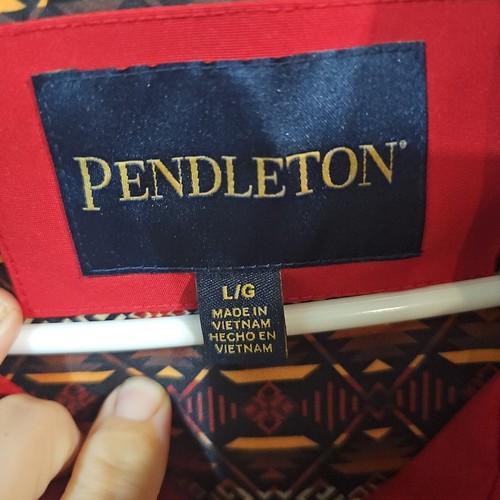 PENDLETON®
L/G
MADE IN
VIETNAM
HECHO EN
VIETNAM